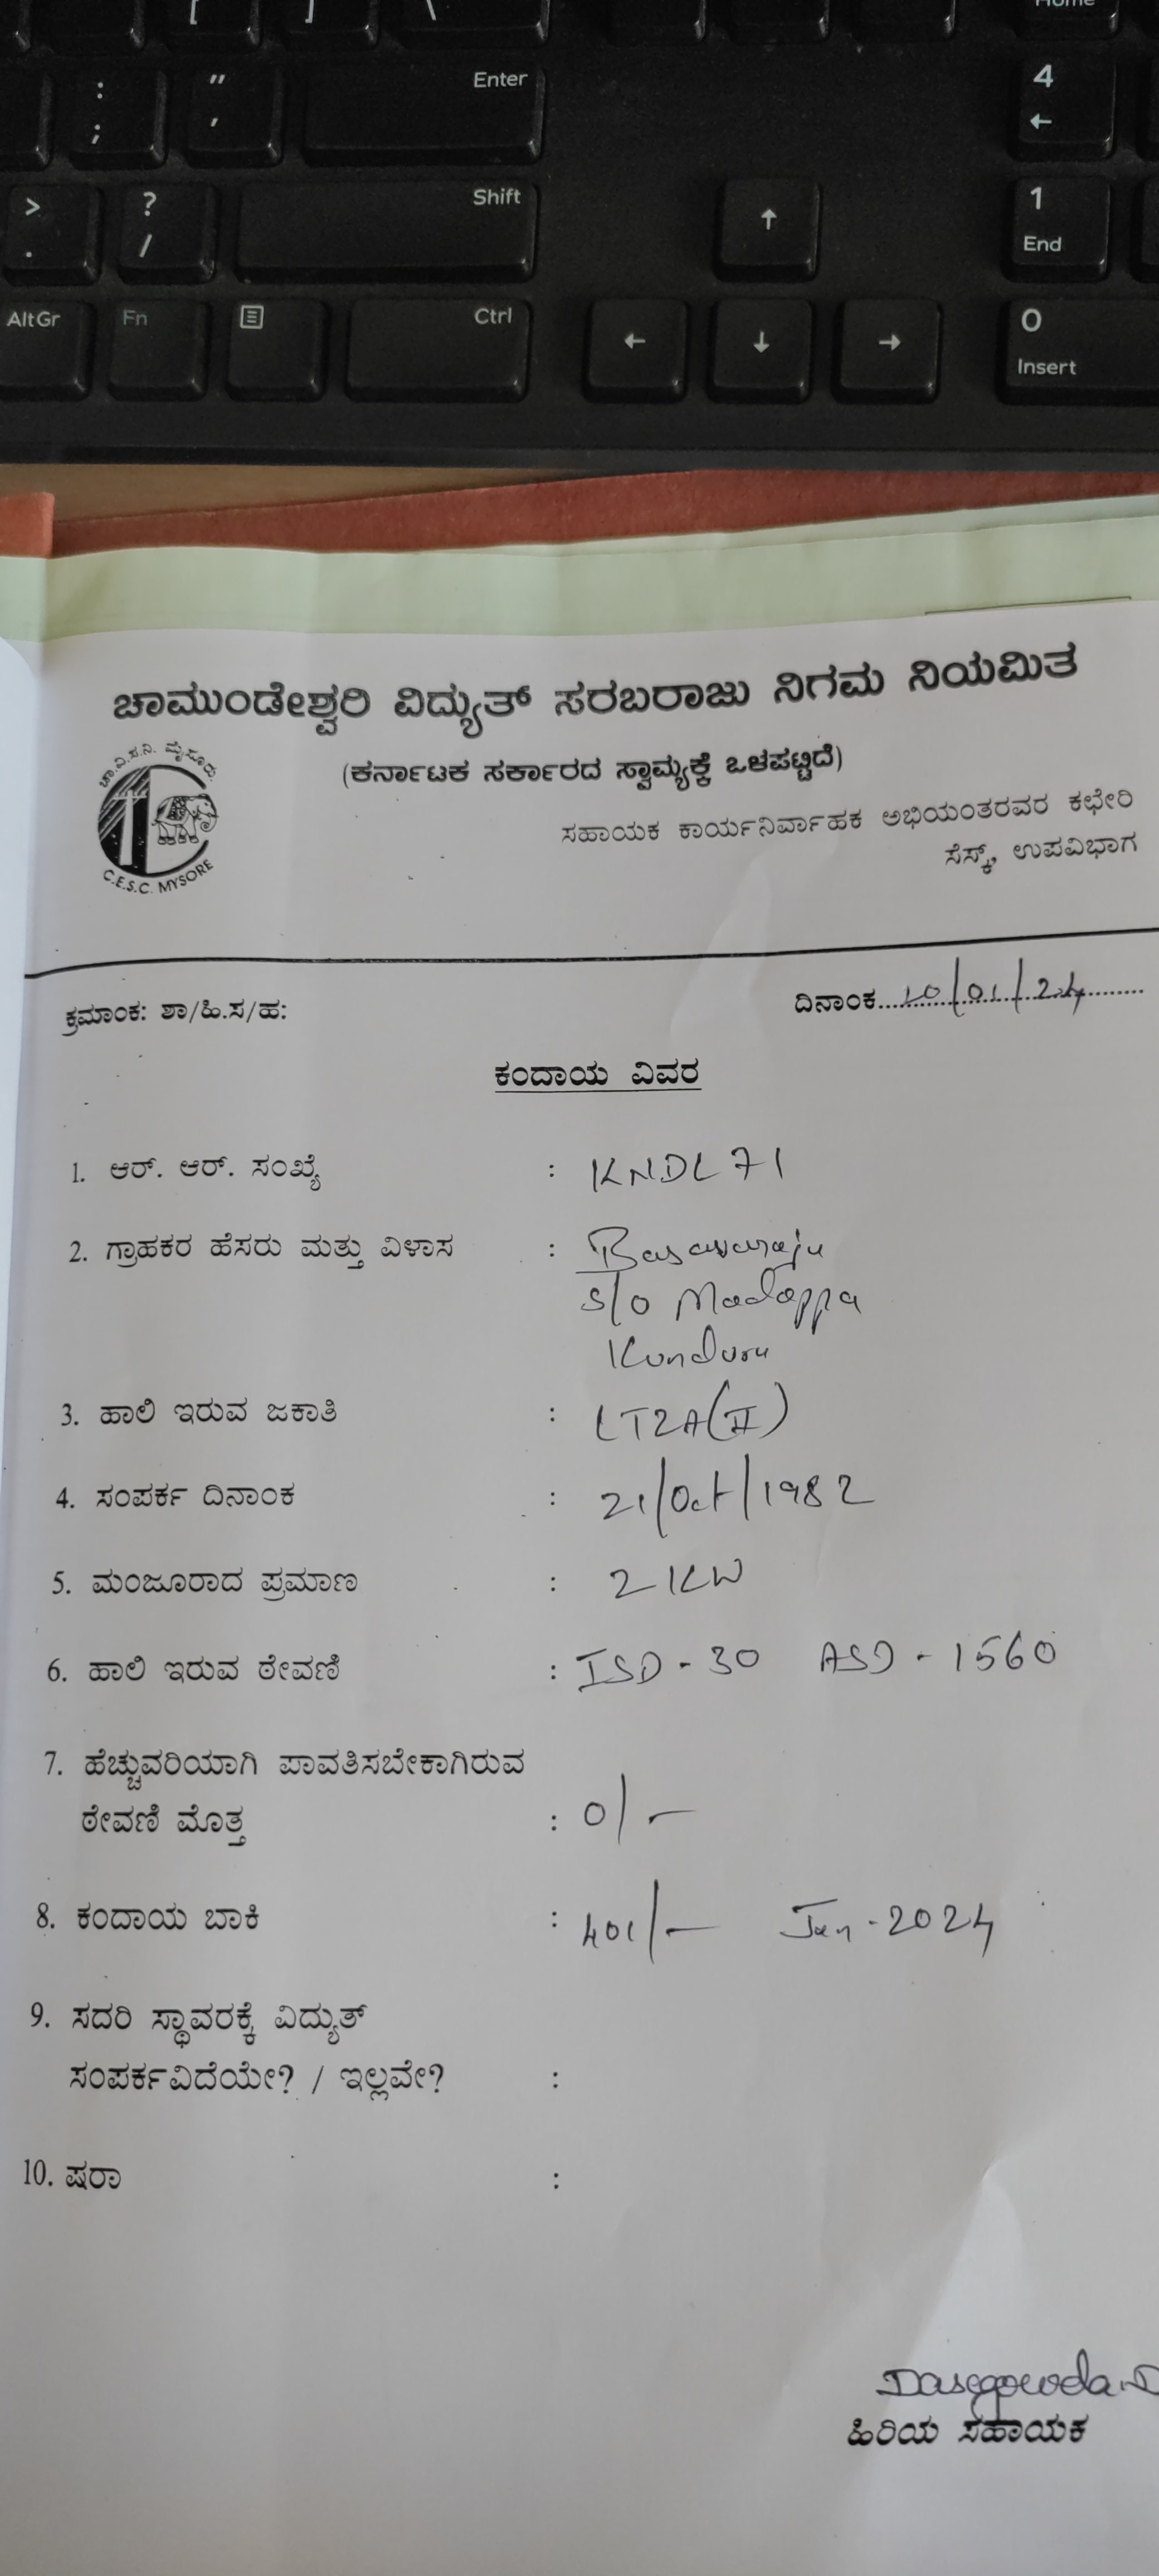 Home
[ ] \
: " Enter 4
; ' ←
> ? Shift ↑ 1
. / End
AltGr Fn Ctrl ← ↓ → 0
Insert
ಚಾಮುಂಡೇಶ್ವರಿ ವಿದ್ಯುತ್ ಸರಬರಾಜು ನಿಗಮ ನಿಯಮಿತ
(ಕರ್ನಾಟಕ ಸರ್ಕಾರದ ಸ್ವಾಮ್ಯಕ್ಕೆ ಒಳಪಟ್ಟಿದೆ)
ಚಾ.ವಿ.ಸ.ನಿ. ಮೈಸೂರು.
C.E.S.C. MYSORE
ಸಹಾಯಕ ಕಾರ್ಯನಿರ್ವಾಹಕ ಅಭಿಯಂತರವರ ಕಛೇರಿ
ಸೆಸ್ಕ್, ಉಪವಿಭಾಗ
ಕ್ರಮಾಂಕ: ಶಾ/ಹಿ.ಸ/ಹ: ದಿನಾಂಕ....10/01/24........
ಕಂದಾಯ ವಿವರ
1. ಆರ್. ಆರ್. ಸಂಖ್ಯೆ : KNDL71
2. ಗ್ರಾಹಕರ ಹೆಸರು ಮತ್ತು ವಿಳಾಸ : Basavaraju
S/o Madappa
Kunduru
3. ಹಾಲಿ ಇರುವ ಜಕಾತಿ : LT2A(II)
4. ಸಂಪರ್ಕ ದಿನಾಂಕ : 21/Oct/1982
5. ಮಂಜೂರಾದ ಪ್ರಮಾಣ : 2KW
6. ಹಾಲಿ ಇರುವ ಠೇವಣಿ : ISD - 30 ASD - 1560
7. ಹೆಚ್ಚುವರಿಯಾಗಿ ಪಾವತಿಸಬೇಕಾಗಿರುವ
ಠೇವಣಿ ಮೊತ್ತ : 0/-
8. ಕಂದಾಯ ಬಾಕಿ : 401/- Jan-2024
9. ಸದರಿ ಸ್ಥಾವರಕ್ಕೆ ವಿದ್ಯುತ್
ಸಂಪರ್ಕವಿದೆಯೇ? / ಇಲ್ಲವೇ? :
10. ಷರಾ :
Dasegowda.D
ಹಿರಿಯ ಸಹಾಯಕ